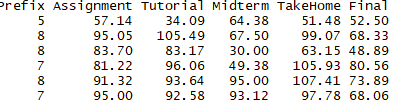 Prefix Assignment Tutorial Midterm TakeHome Final
5 57.14 34.09 64.38 51.48 52.50
8 95.05 105.49 67.50 99.07 68.33
8 83.70 83.17 30.00 63.15 48.89
7 81.22 96.06 49.38 105.93 80.56
8 91.32 93.64 95.00 107.41 73.89
7 95.00 92.58 93.12 97.78 68.06